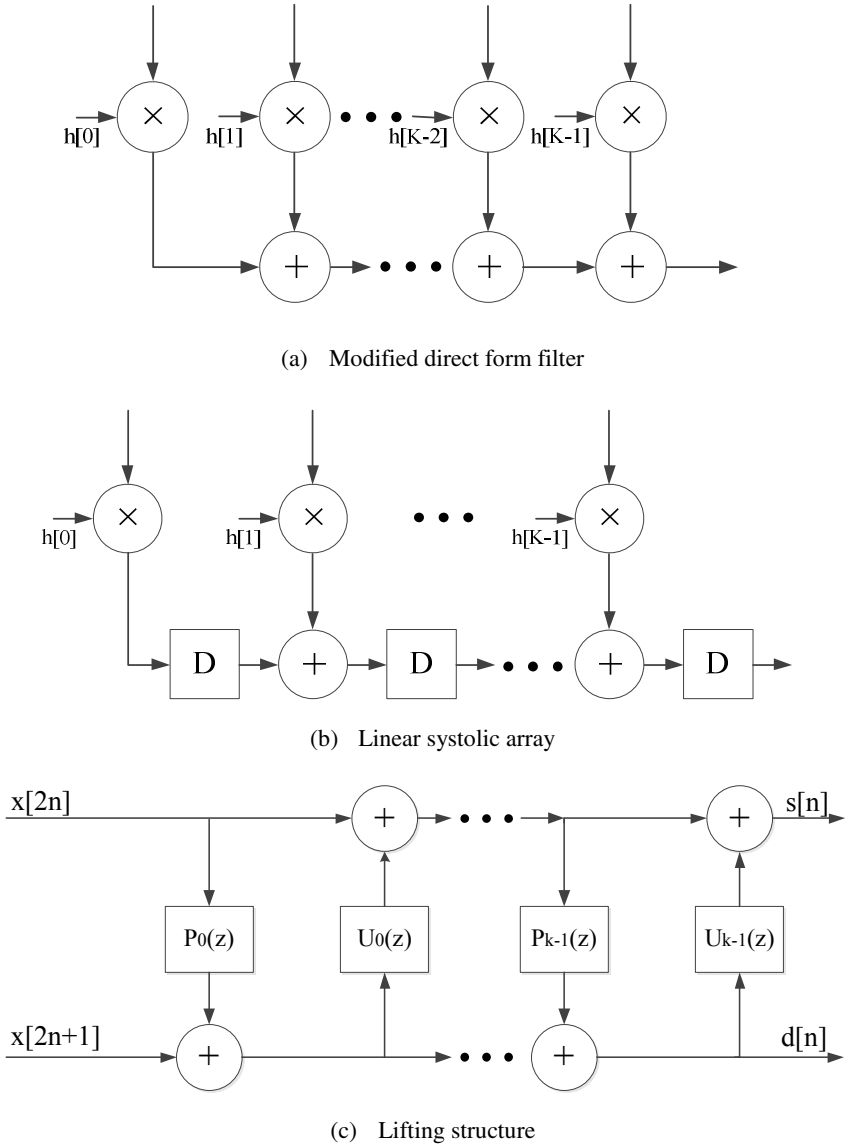 × × × ×
h[0] h[1] h[K-2] h[K-1]
+ + +
(a) Modified direct form filter
× × ×
h[0] h[1] h[K-1]
D + D + D
(b) Linear systolic array
x[2n] + + s[n]
P0(z) U0(z) Pk-1(z) Uk-1(z)
x[2n+1] + + d[n]
(c) Lifting structure